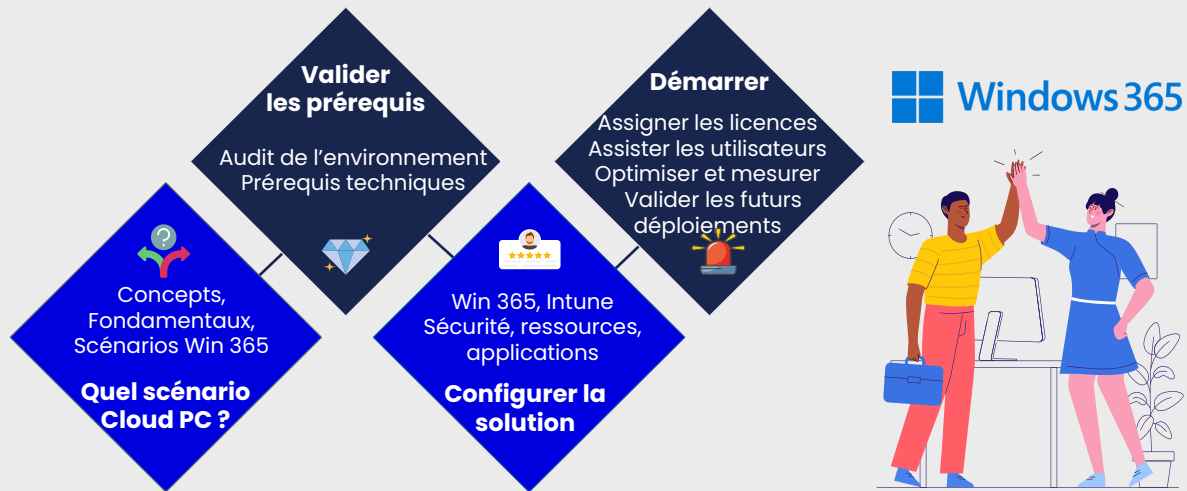 Concepts,
Fondamentaux,
Scénarios Win 365
Quel scénario
Cloud PC ?
Valider
les prérequis
Audit de l’environnement
Prérequis techniques
Win 365, Intune
Sécurité, ressources,
applications
Configurer la
solution
Démarrer
Assigner les licences
Assister les utilisateurs
Optimiser et mesurer
Valider les futurs
déploiements
Windows 365